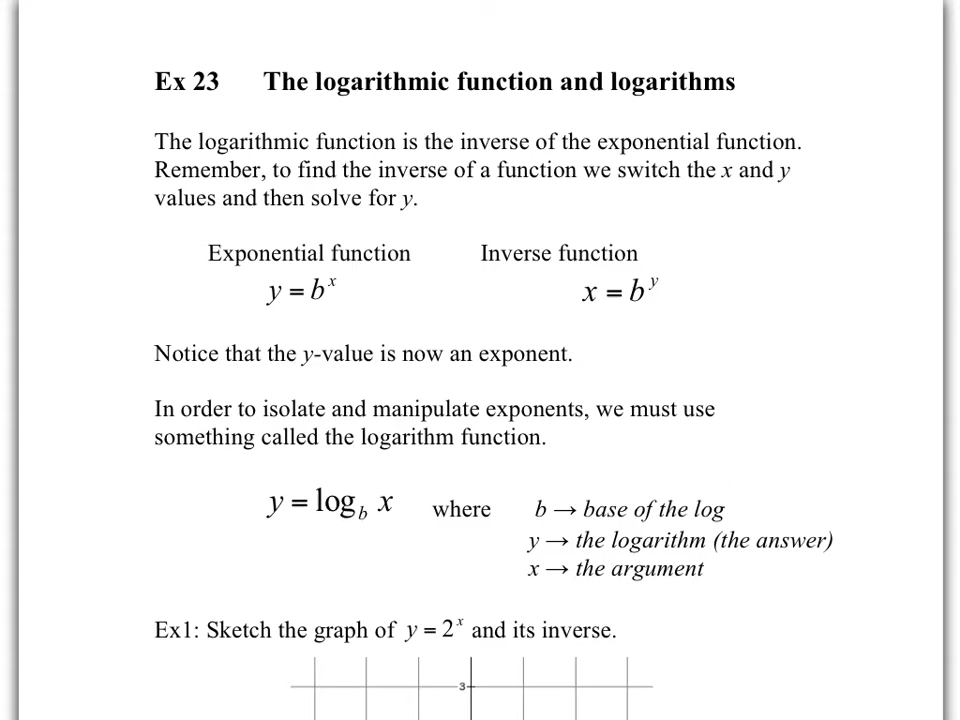 Ex 23 The logarithmic function and logarithms
The logarithmic function is the inverse of the exponential function.
Remember, to find the inverse of a function we switch the x and y
values and then solve for y.
Exponential function Inverse function
y = b^x x = b^y
Notice that the y-value is now an exponent.
In order to isolate and manipulate exponents, we must use
something called the logarithm function.
y = log_b x where b → base of the log
y → the logarithm (the answer)
x → the argument
Ex1: Sketch the graph of y = 2^x and its inverse.
3